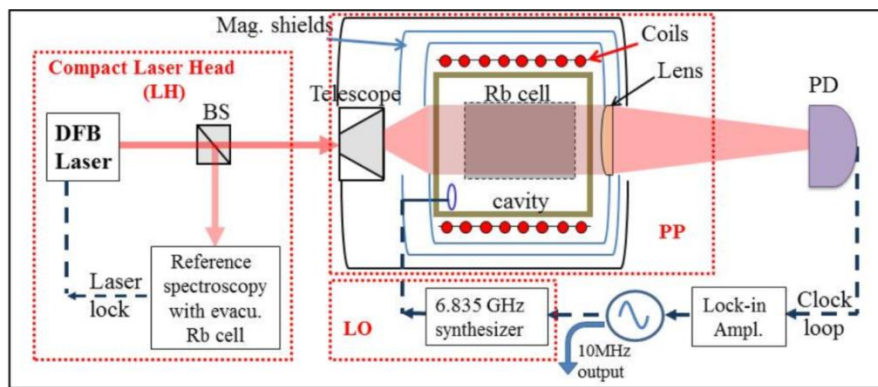 Mag. shields
Coils
Compact Laser Head
(LH)
Telescope
Rb cell
Lens
PD
BS
DFB
Laser
cavity
PP
Laser
lock
Reference
spectroscopy
with evacu.
Rb cell
LO
6.835 GHz
synthesizer
10MHz
output
Lock-in
Ampl.
Clock
loop